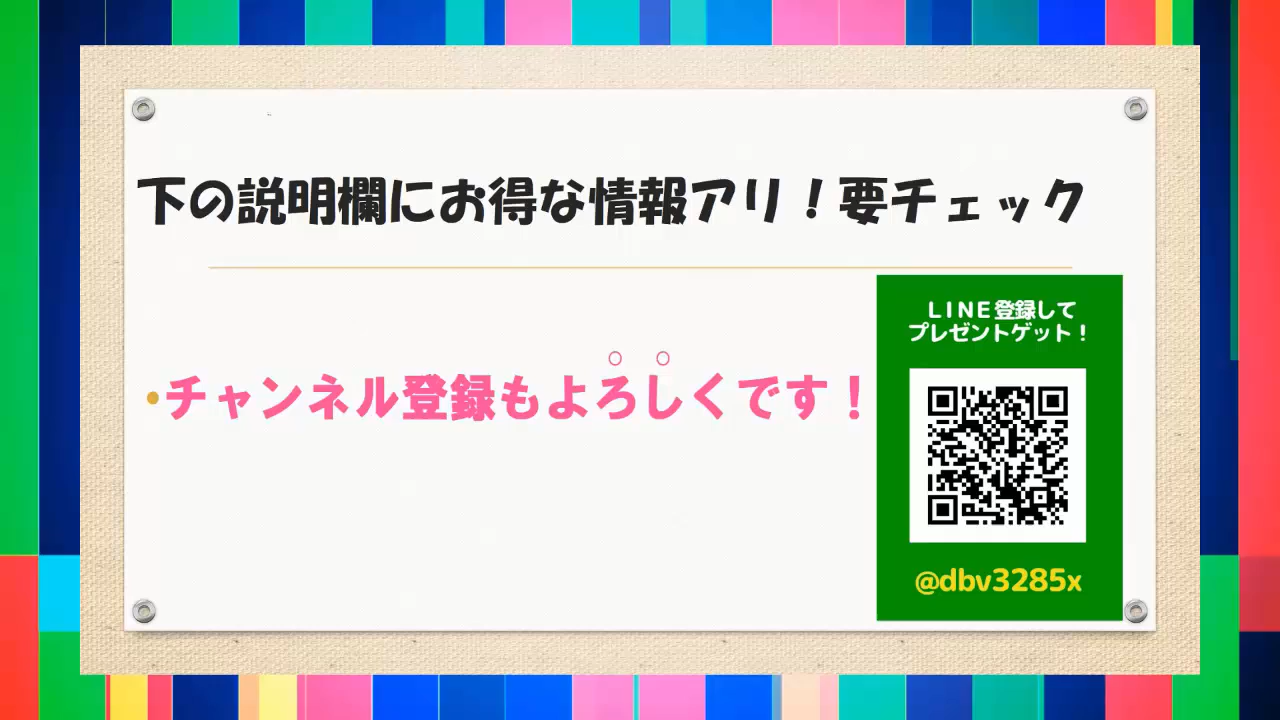 下の説明欄にお得な情報アリ！要チェック
•チャンネル登録もよろしくです！
LINE登録して
プレゼントゲット！
@dbv3285x